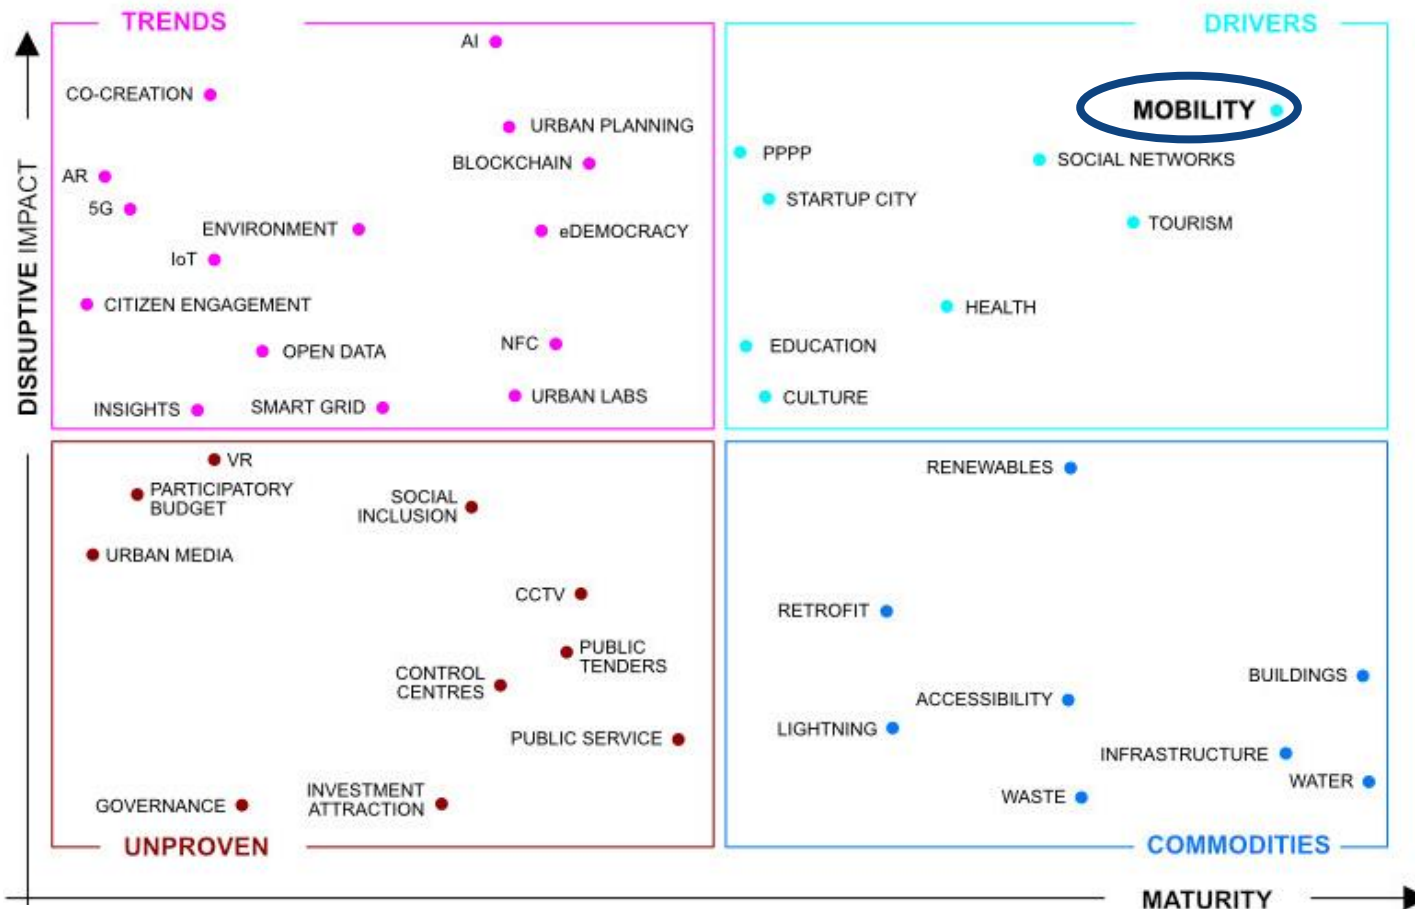 TRENDS
DRIVERS
AI
CO-CREATION
MOBILITY
URBAN PLANNING
PPPP
SOCIAL NETWORKS
BLOCKCHAIN
AR
STARTUP CITY
5G
TOURISM
ENVIRONMENT
eDEMOCRACY
IoT
CITIZEN ENGAGEMENT
HEALTH
NFC
EDUCATION
OPEN DATA
URBAN LABS
CULTURE
INSIGHTS
SMART GRID
DISRUPTIVE IMPACT
VR
RENEWABLES
PARTICIPATORY
BUDGET
SOCIAL
INCLUSION
URBAN MEDIA
CCTV
RETROFIT
PUBLIC
TENDERS
CONTROL
CENTRES
BUILDINGS
ACCESSIBILITY
LIGHTNING
PUBLIC SERVICE
INFRASTRUCTURE
WATER
INVESTMENT
ATTRACTION
WASTE
GOVERNANCE
UNPROVEN
COMMODITIES
MATURITY